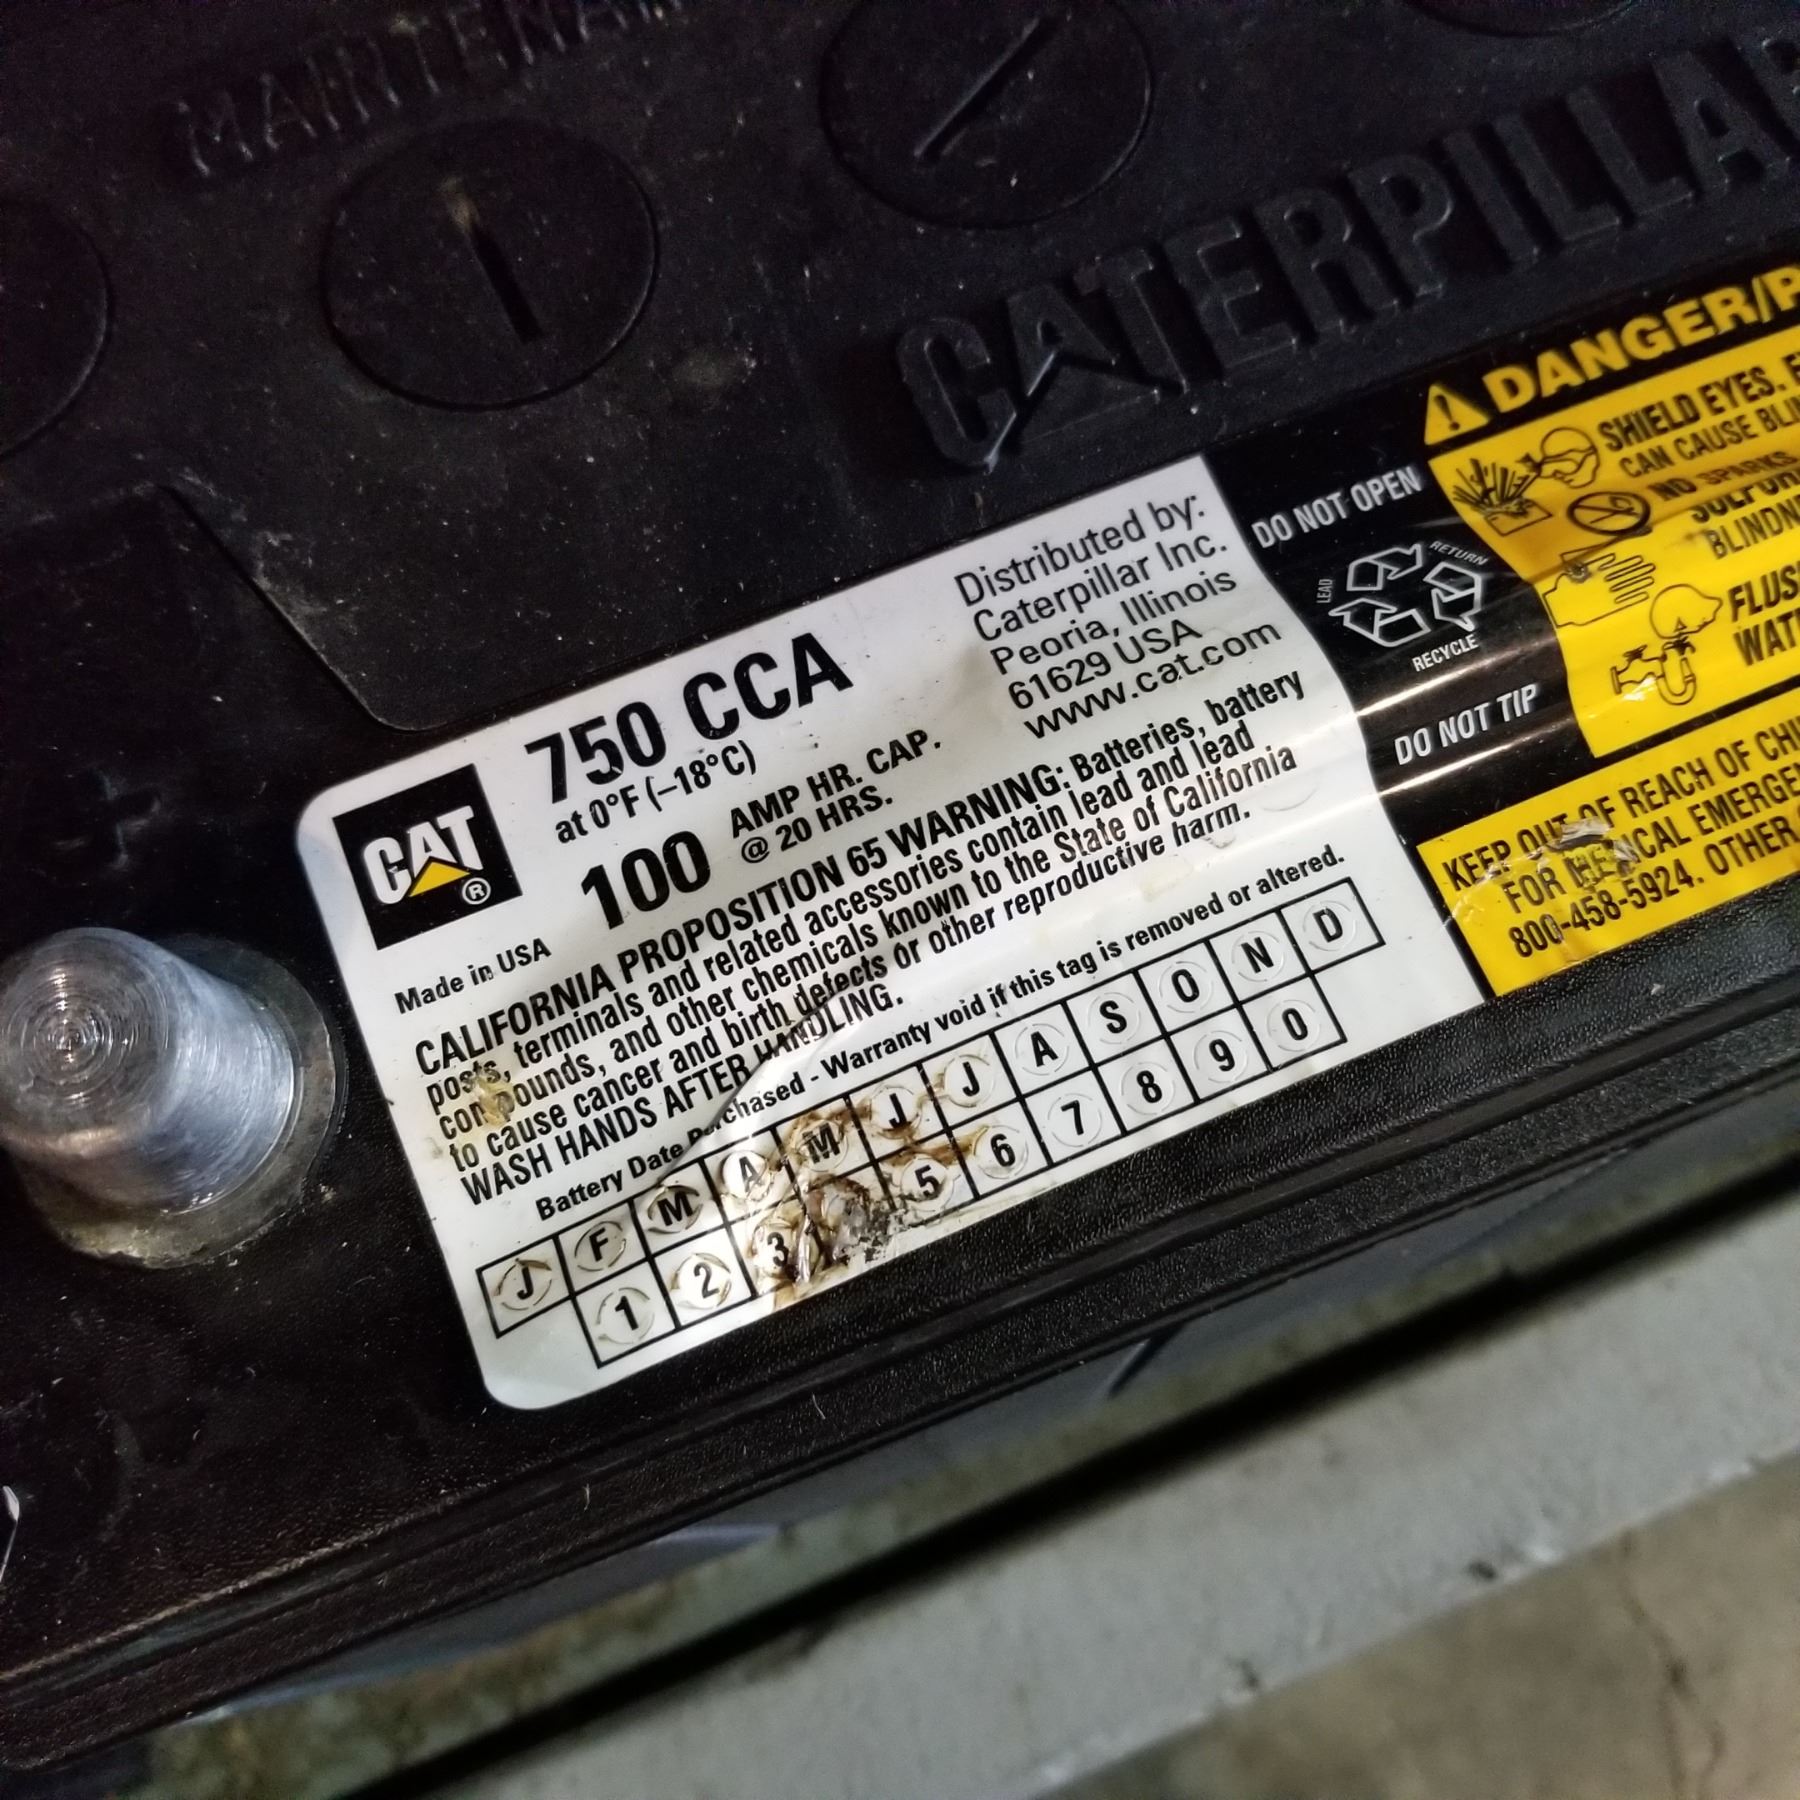 CATERPILLA
CAT®
750 CCA
at 0°F (–18°C)
100 AMP HR. CAP.
@ 20 HRS.
Distributed by:
Caterpillar Inc.
Peoria, Illinois
61629 USA
www.cat.com
Made in USA
CALIFORNIA PROPOSITION 65 WARNING: Batteries, battery
posts, terminals and related accessories contain lead and lead
compounds, and other chemicals known to the State of California
to cause cancer and birth defects or other reproductive harm.
WASH HANDS AFTER HANDLING.
Battery Date Purchased - Warranty void if this tag is removed or altered.
J F M A M J J A S O N D
1 2 3 5 6 7 8 9 0
DO NOT OPEN
LEAD
RETURN
RECYCLE
DO NOT TIP
DANGER/P
SHIELD EYES.
CAN CAUSE BLI
NO SPARKS
BLINDN
FLUS
WAT
KEEP OUT OF REACH OF CHI
FOR CHEMICAL EMERGE
800-458-5924. OTHER